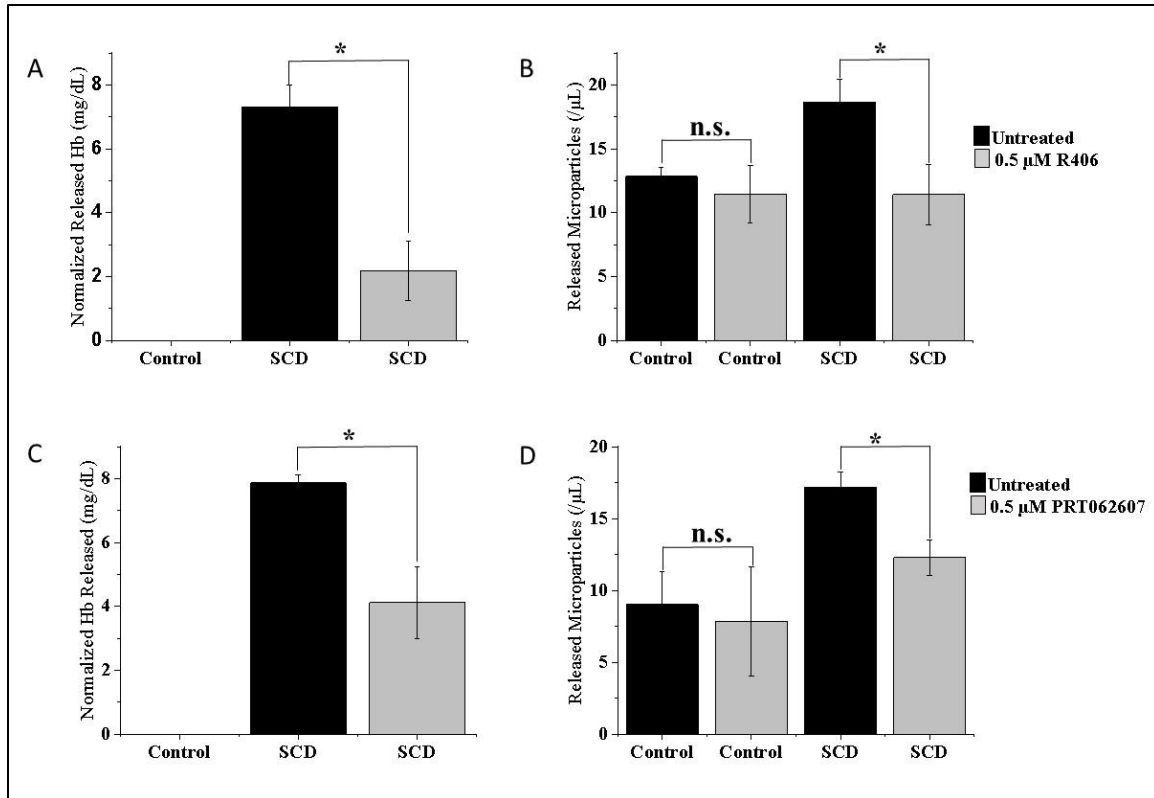 A
Normalized Released Hb (mg/dL)
8
6
4
2
0
*
Control
SCD
SCD
B
Released Microparticles (/μL)
20
15
10
5
0
n.s.
*
Control
Control
SCD
SCD
Untreated
0.5 μM R406
C
Normalized Hb Released (mg/dL)
8
6
4
2
0
*
Control
SCD
SCD
D
Released Microparticles (/μL)
20
15
10
5
0
n.s.
*
Control
Control
SCD
SCD
Untreated
0.5 μM PRT062607